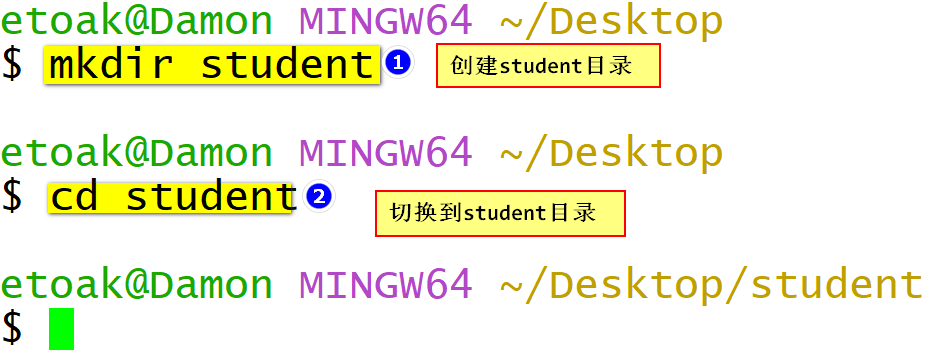 etoak@Damon MINGW64 ~/Desktop
$ mkdir student 1 创建student目录
etoak@Damon MINGW64 ~/Desktop
$ cd student 2 切换到student目录
etoak@Damon MINGW64 ~/Desktop/student
$